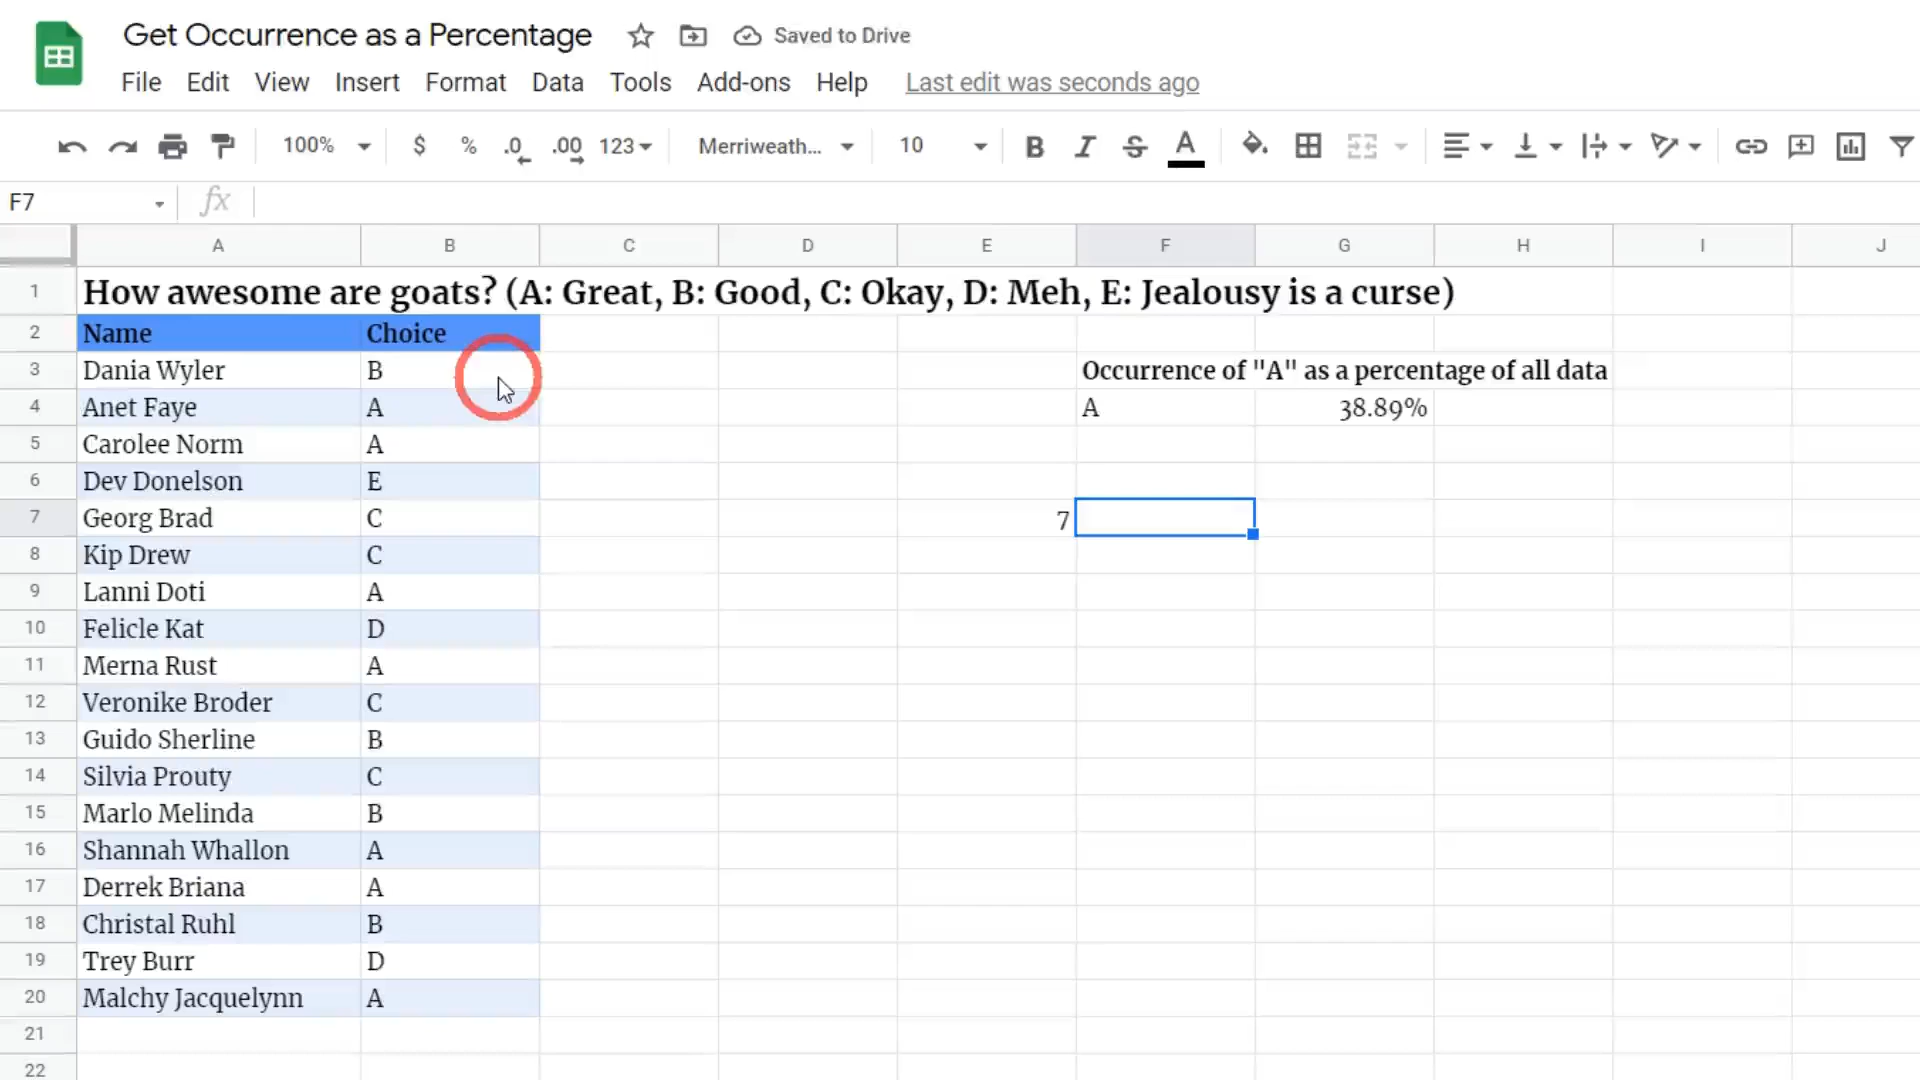 Get Occurrence as a Percentage Saved to Drive
File Edit View Insert Format Data Tools Add-ons Help Last edit was seconds ago
100% $ % .0 .00 123 Merriweath... 10 B I S A
F7 fx
A B C D E F G H I J
1 How awesome are goats? (A: Great, B: Good, C: Okay, D: Meh, E: Jealousy is a curse)
2 Name Choice
3 Dania Wyler B Occurrence of "A" as a percentage of all data
4 Anet Faye A A 38.89%
5 Carolee Norm A
6 Dev Donelson E
7 Georg Brad C 7
8 Kip Drew C
9 Lanni Doti A
10 Felicle Kat D
11 Merna Rust A
12 Veronike Broder C
13 Guido Sherline B
14 Silvia Prouty C
15 Marlo Melinda B
16 Shannah Whallon A
17 Derrek Briana A
18 Christal Ruhl B
19 Trey Burr D
20 Malchy Jacquelynn A
21
22